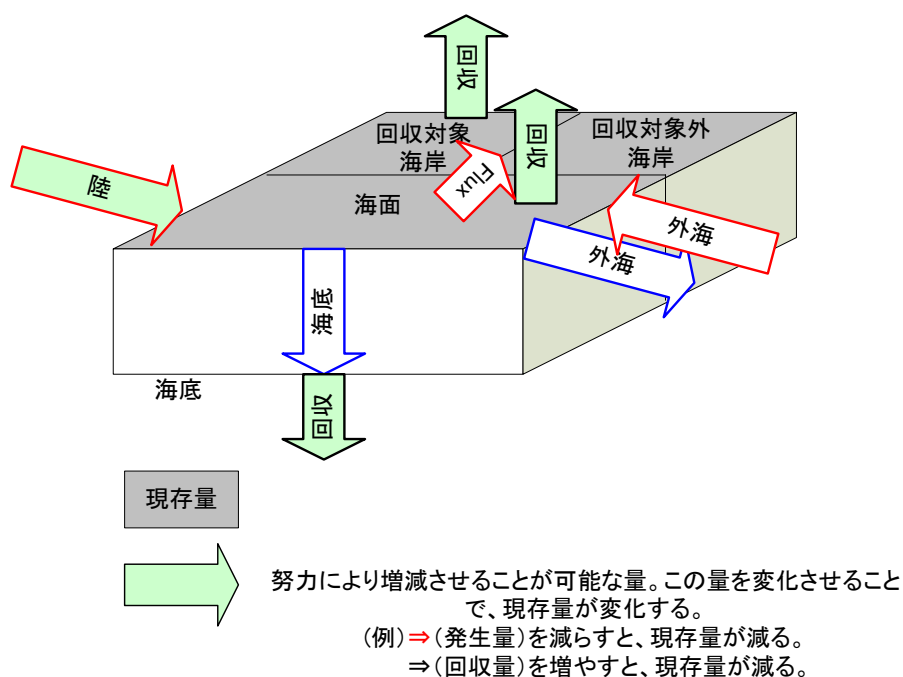 回収
回収
回収対象
海岸
回収対象外
海岸
陸
Flux
海面
外海
外海
海底
海底
回収
現存量
努力により増減させることが可能な量。この量を変化させること
で、現存量が変化する。
(例)⇒(発生量)を減らすと、現存量が減る。
⇒(回収量)を増やすと、現存量が減る。